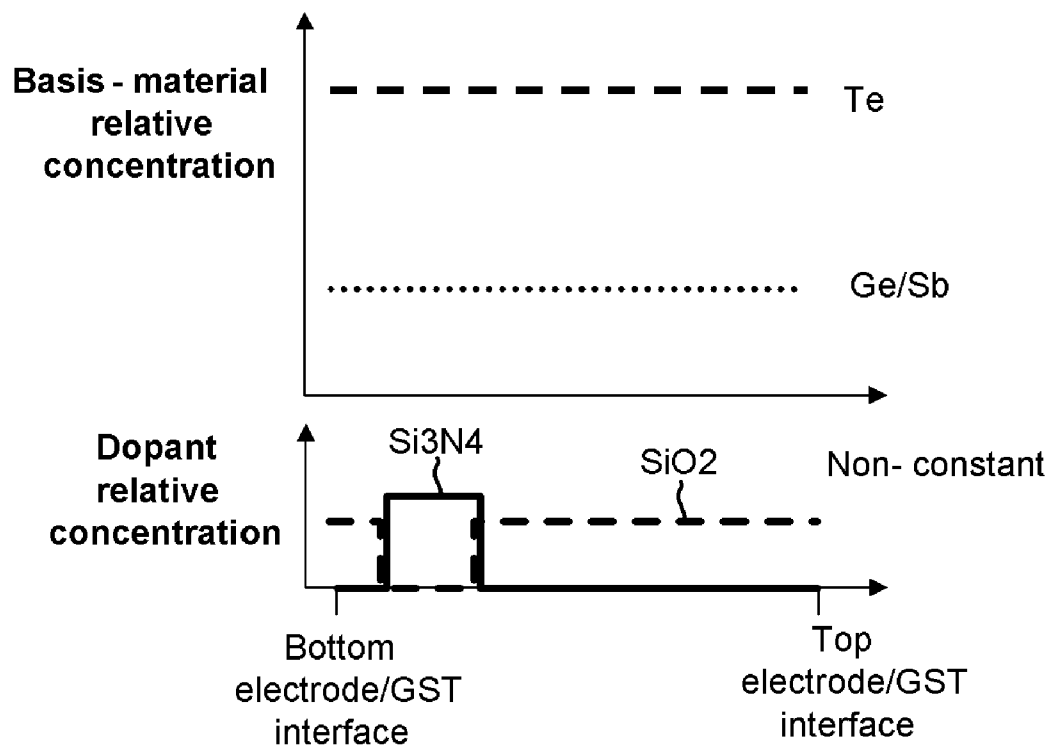 Basis - material
relative
concentration
Te
Ge/Sb
Dopant
relative
concentration
Si3N4
SiO2
Non- constant
Bottom
electrode/GST
interface
Top
electrode/GST
interface